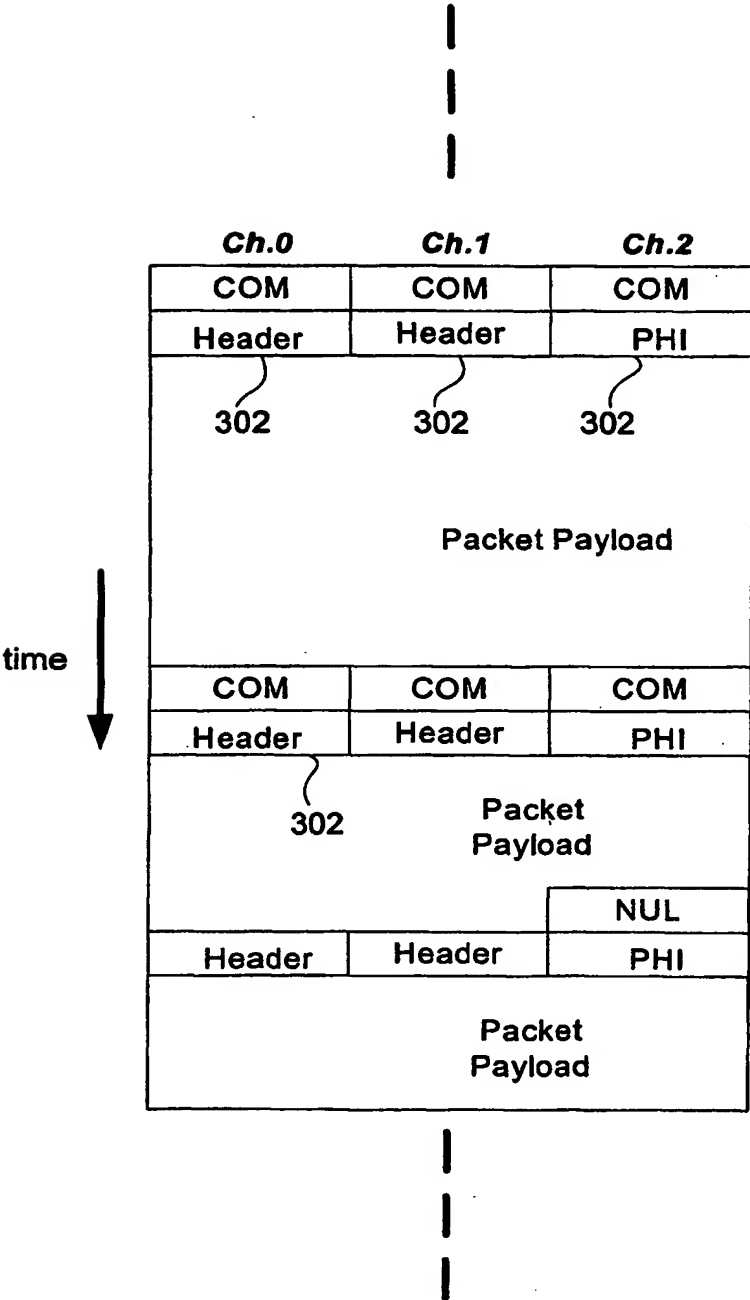 Ch.0 Ch.1 Ch.2
COM COM COM
Header Header PHI
302 302 302
Packet Payload
time
COM COM COM
Header Header PHI
302
Packet
Payload
NUL
Header Header PHI
Packet
Payload